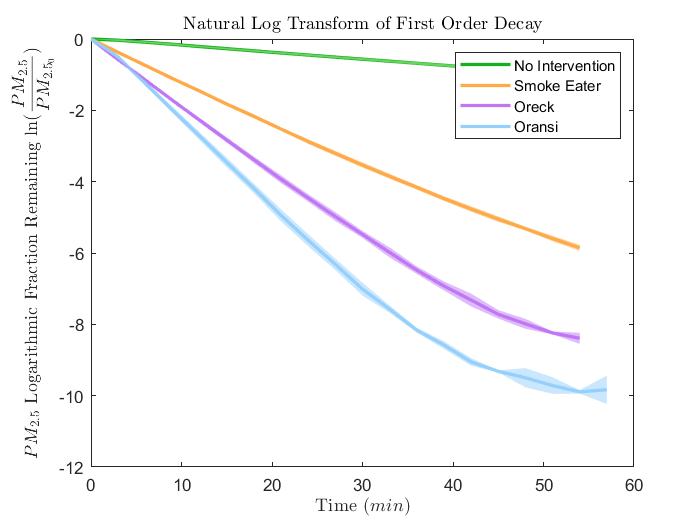 Natural Log Transform of First Order Decay
PM2.5 Logarithmic Fraction Remaining ln(PM2.5/PM2.50)
0
-2
-4
-6
-8
-10
-12
No Intervention
Smoke Eater
Oreck
Oransi
0 10 20 30 40 50 60
Time (min)